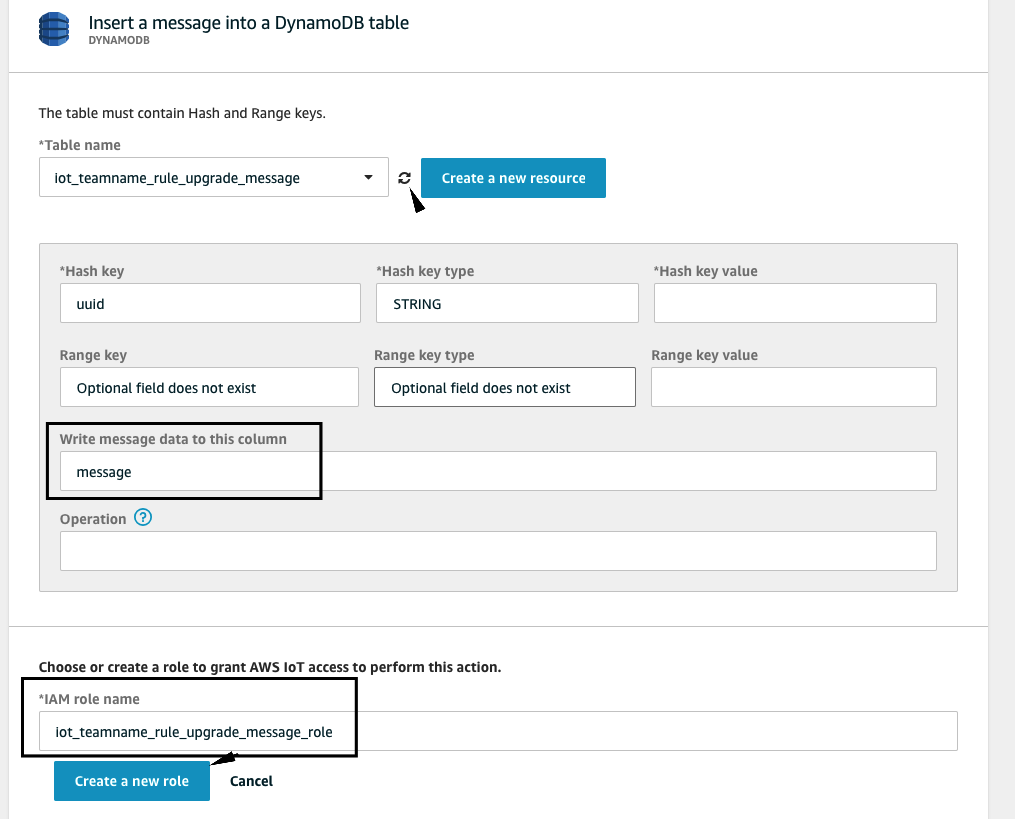 Insert a message into a DynamoDB table
DYNAMODB
The table must contain Hash and Range keys.
*Table name
iot_teamname_rule_upgrade_message
Create a new resource
*Hash key *Hash key type *Hash key value
uuid STRING
Range key Range key type Range key value
Optional field does not exist Optional field does not exist
Write message data to this column
message
Operation ?
Choose or create a role to grant AWS IoT access to perform this action.
*IAM role name
iot_teamname_rule_upgrade_message_role
Create a new role Cancel